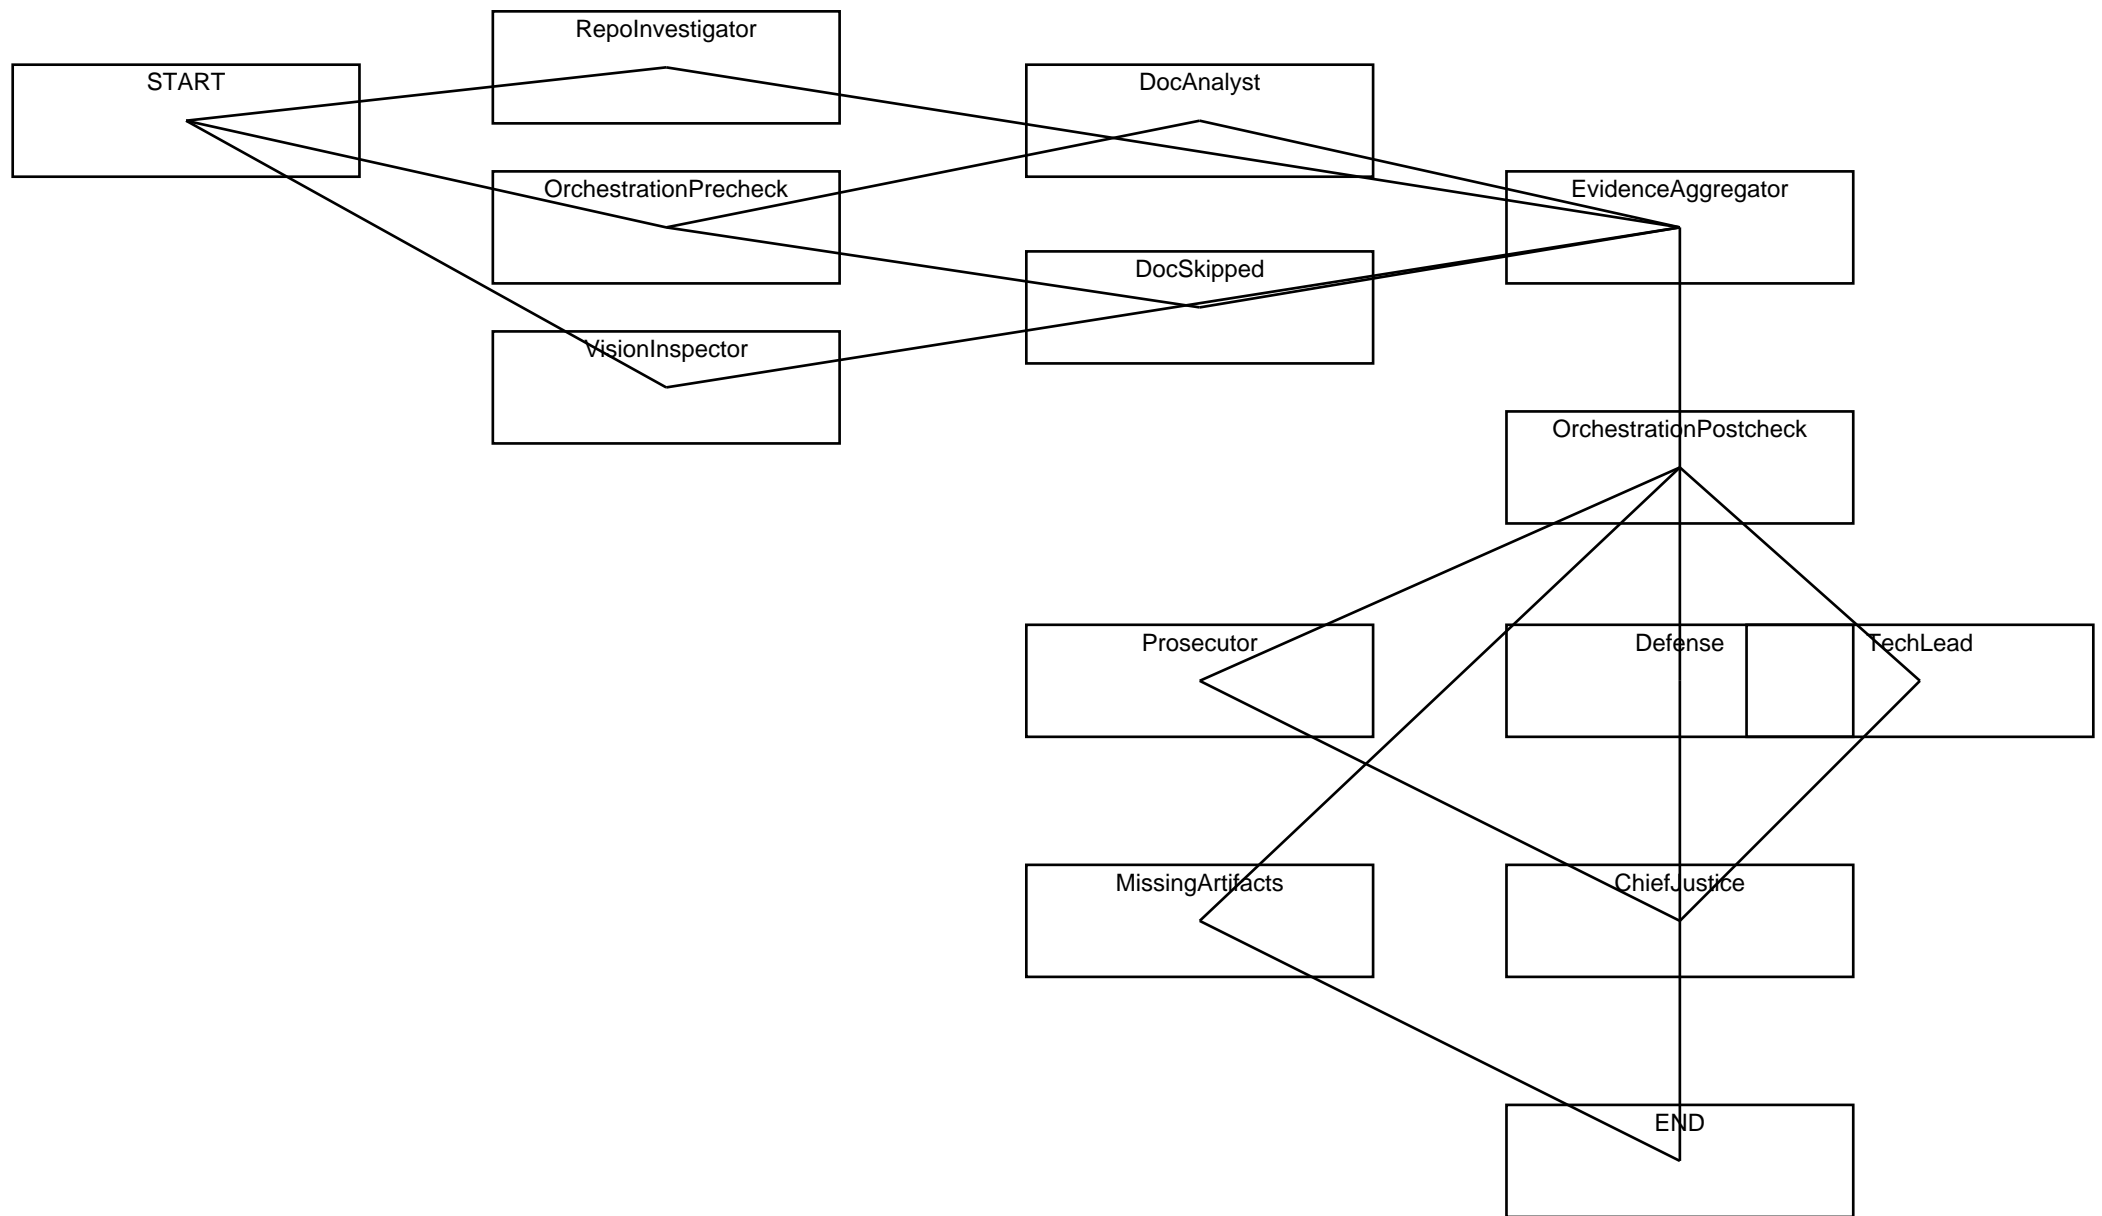 START
RepoInvestigator
OrchestrationPrecheck
VisionInspector
DocAnalyst
DocSkipped
EvidenceAggregator
OrchestrationPostcheck
Prosecutor
Defense
TechLead
MissingArtifacts
ChiefJustice
END